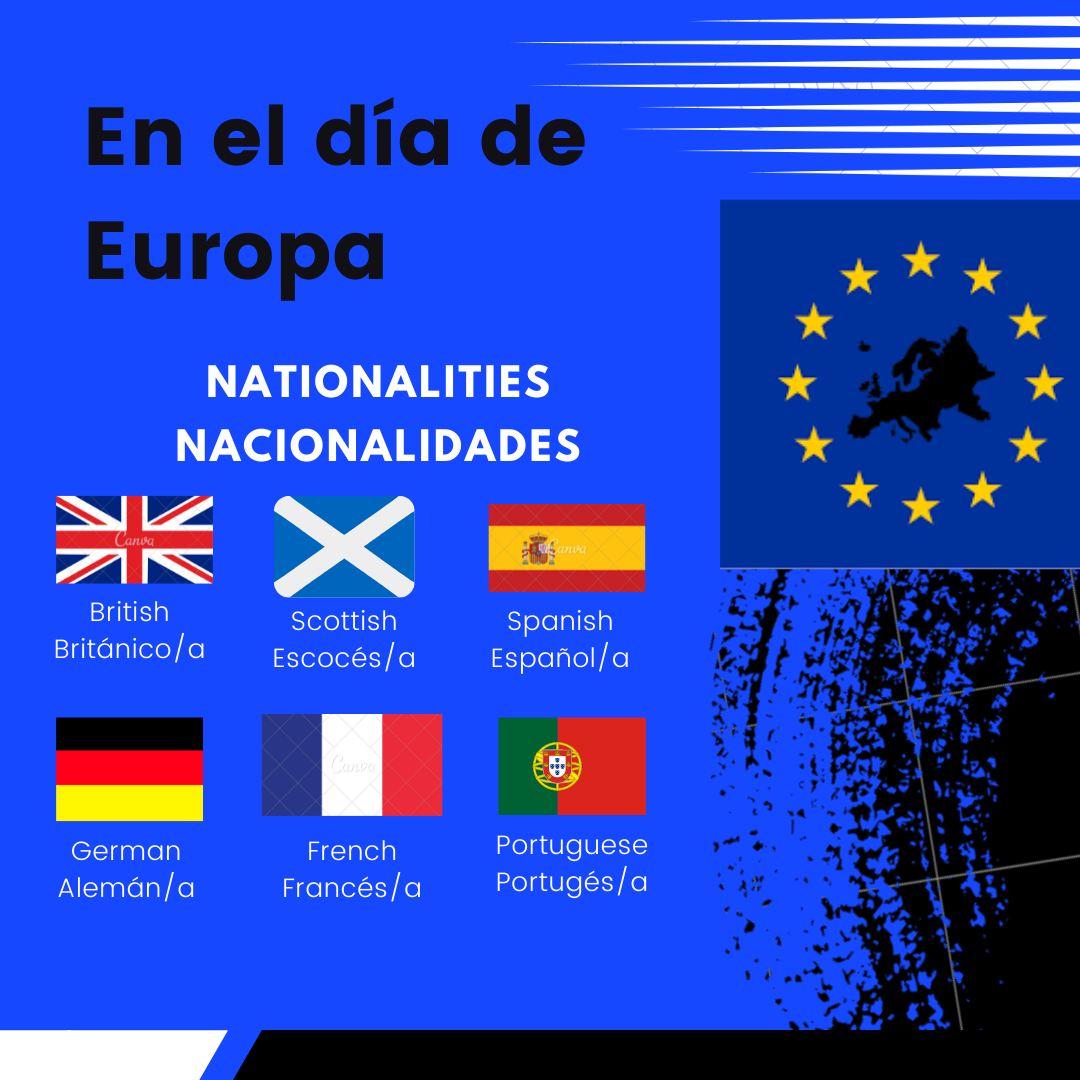 En el día de
Europa
NATIONALITIES
NACIONALIDADES
British
Británico/a
Scottish
Escocés/a
Spanish
Español/a
German
Alemán/a
French
Francés/a
Portuguese
Portugés/a
Canva
Canva
Canva